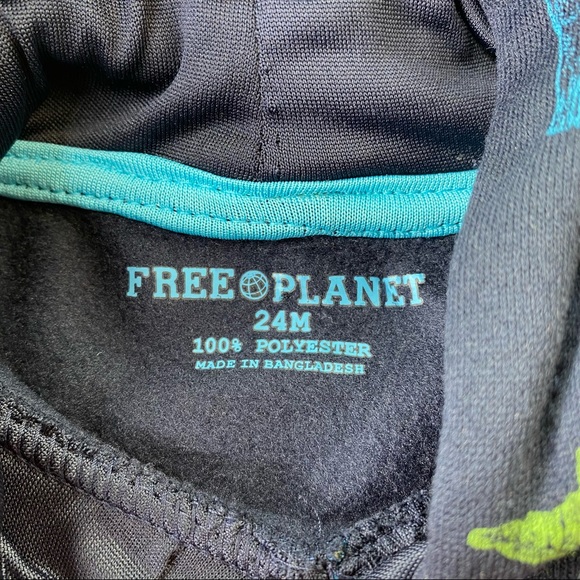 FREE PLANET
24M
100% POLYESTER
MADE IN BANGLADESH